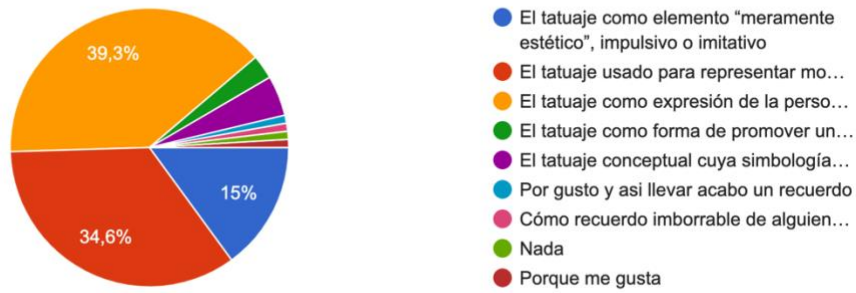 39,3%
34,6%
15%
El tatuaje como elemento “meramente
estético”, impulsivo o imitativo
El tatuaje usado para representar mo…
El tatuaje como expresión de la perso…
El tatuaje como forma de promover un…
El tatuaje conceptual cuya simbología…
Por gusto y asi llevar acabo un recuerdo
Cómo recuerdo imborrable de alguien…
Nada
Porque me gusta